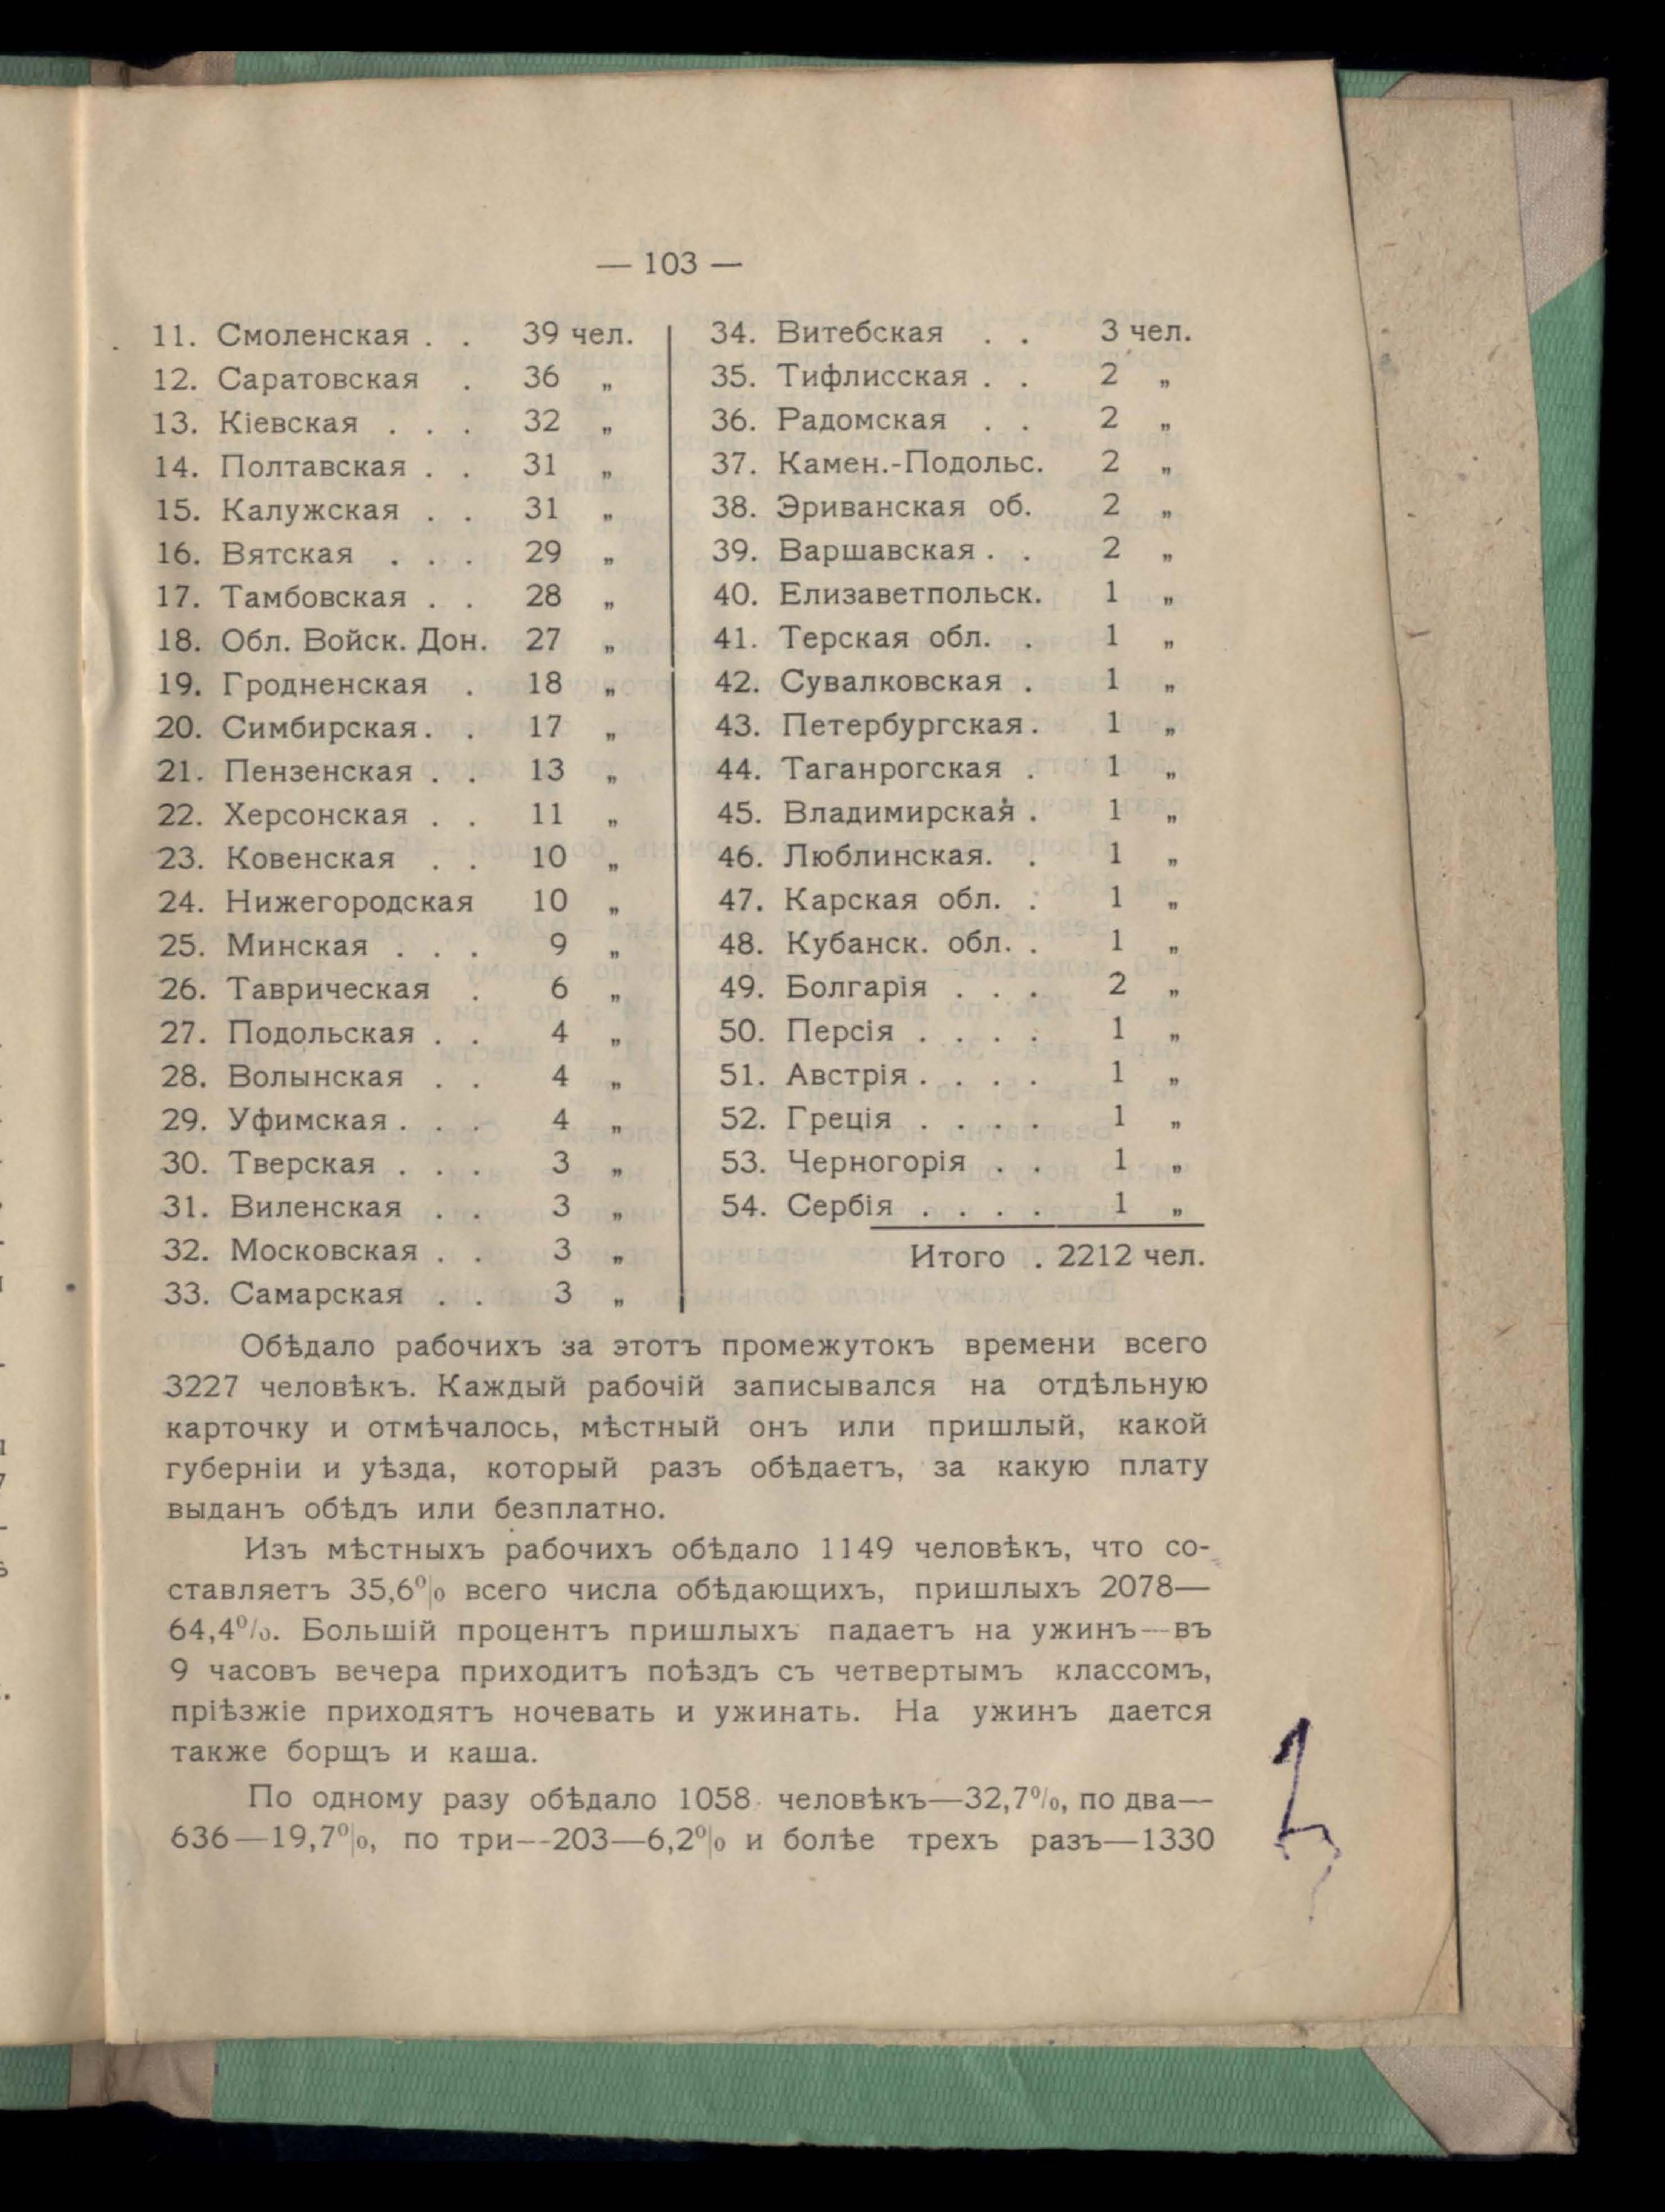 — 103 —
11. Смоленская . . 39 чел.
12. Саратовская . 36 „
13. Кіевская . . . 32 „
14. Полтавская . . 31 „
15. Калужская . . 31 „
16. Вятская . . . 29 „
17. Тамбовская . . 28 „
18. Обл. Войск. Дон. 27 „
19. Гродненская . 18 „
20. Симбирская . . 17 „
21. Пензенская . . 13 „
22. Херсонская . . 11 „
23. Ковенская . . 10 „
24. Нижегородская 10 „
25. Минская . . . 9 „
26. Таврическая . 6 „
27. Подольская . . 4 „
28. Волынская . . 4 „
29. Уфимская . . . 4 „
30. Тверская . . . 3 „
31. Виленская . . 3 „
32. Московская . . 3 „
33. Самарская . . 3 „
34. Витебская . . 3 чел.
35. Тифлисская . . 2 „
36. Радомская . . 2 „
37. Камен.-Подольс. 2 „
38. Эриванская об. 2 „
39. Варшавская . . 2 „
40. Елизаветпольск. 1 „
41. Терская обл. . 1 „
42. Сувалковская . 1 „
43. Петербургская . 1 „
44. Таганрогская . 1 „
45. Владимирская . 1 „
46. Люблинская. . 1 „
47. Карская обл. . 1 „
48. Кубанск. обл. . 1 „
49. Болгарія . . . 2 „
50. Персія . . . . 1 „
51. Австрія . . . . 1 „
52. Греція . . . . 1 „
53. Черногорія . . 1 „
54. Сербія . . . . 1 „
Итого . 2212 чел.
Обѣдало рабочихъ за этотъ промежутокъ времени всего
3227 человѣкъ. Каждый рабочій записывался на отдѣльную
карточку и отмѣчалось, мѣстный онъ или пришлый, какой
губерніи и уѣзда, который разъ обѣдаетъ, за какую плату
выданъ обѣдъ или безплатно.
Изъ мѣстныхъ рабочихъ обѣдало 1149 человѣкъ, что со-
ставляетъ 35,6% всего числа обѣдающихъ, пришлыхъ 2078—
64,4%. Большій процентъ пришлыхъ падаетъ на ужинъ—въ
9 часовъ вечера приходитъ поѣздъ съ четвертымъ классомъ,
пріѣзжіе приходятъ ночевать и ужинать. На ужинъ дается
также борщъ и каша.
По одному разу обѣдало 1058 человѣкъ—32,7%, по два—
636—19,7%, по три—203—6,2% и болѣе трехъ разъ—1330